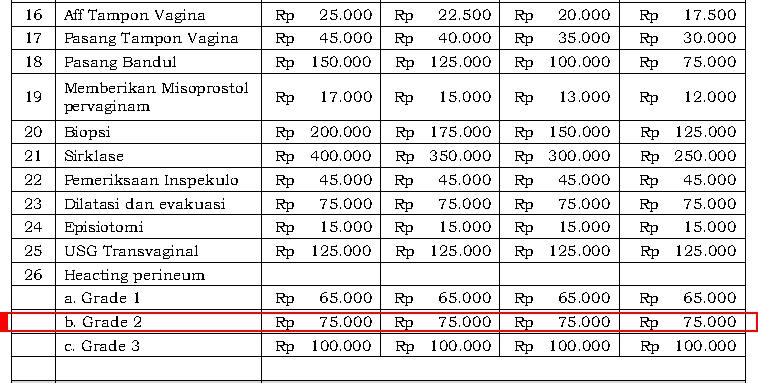 16 Aff Tampon Vagina Rp 25.000 Rp 22.500 Rp 20.000 Rp 17.500
17 Pasang Tampon Vagina Rp 45.000 Rp 40.000 Rp 35.000 Rp 30.000
18 Pasang Bandul Rp 150.000 Rp 125.000 Rp 100.000 Rp 75.000
19 Memberikan Misoprostol pervaginam Rp 17.000 Rp 15.000 Rp 13.000 Rp 12.000
20 Biopsi Rp 200.000 Rp 175.000 Rp 150.000 Rp 125.000
21 Sirklase Rp 400.000 Rp 350.000 Rp 300.000 Rp 250.000
22 Pemeriksaan Inspekulo Rp 45.000 Rp 45.000 Rp 45.000 Rp 45.000
23 Dilatasi dan evakuasi Rp 75.000 Rp 75.000 Rp 75.000 Rp 75.000
24 Episiotomi Rp 15.000 Rp 15.000 Rp 15.000 Rp 15.000
25 USG Transvaginal Rp 125.000 Rp 125.000 Rp 125.000 Rp 125.000
26 Heacting perineum
a. Grade 1 Rp 65.000 Rp 65.000 Rp 65.000 Rp 65.000
b. Grade 2 Rp 75.000 Rp 75.000 Rp 75.000 Rp 75.000
c. Grade 3 Rp 100.000 Rp 100.000 Rp 100.000 Rp 100.000